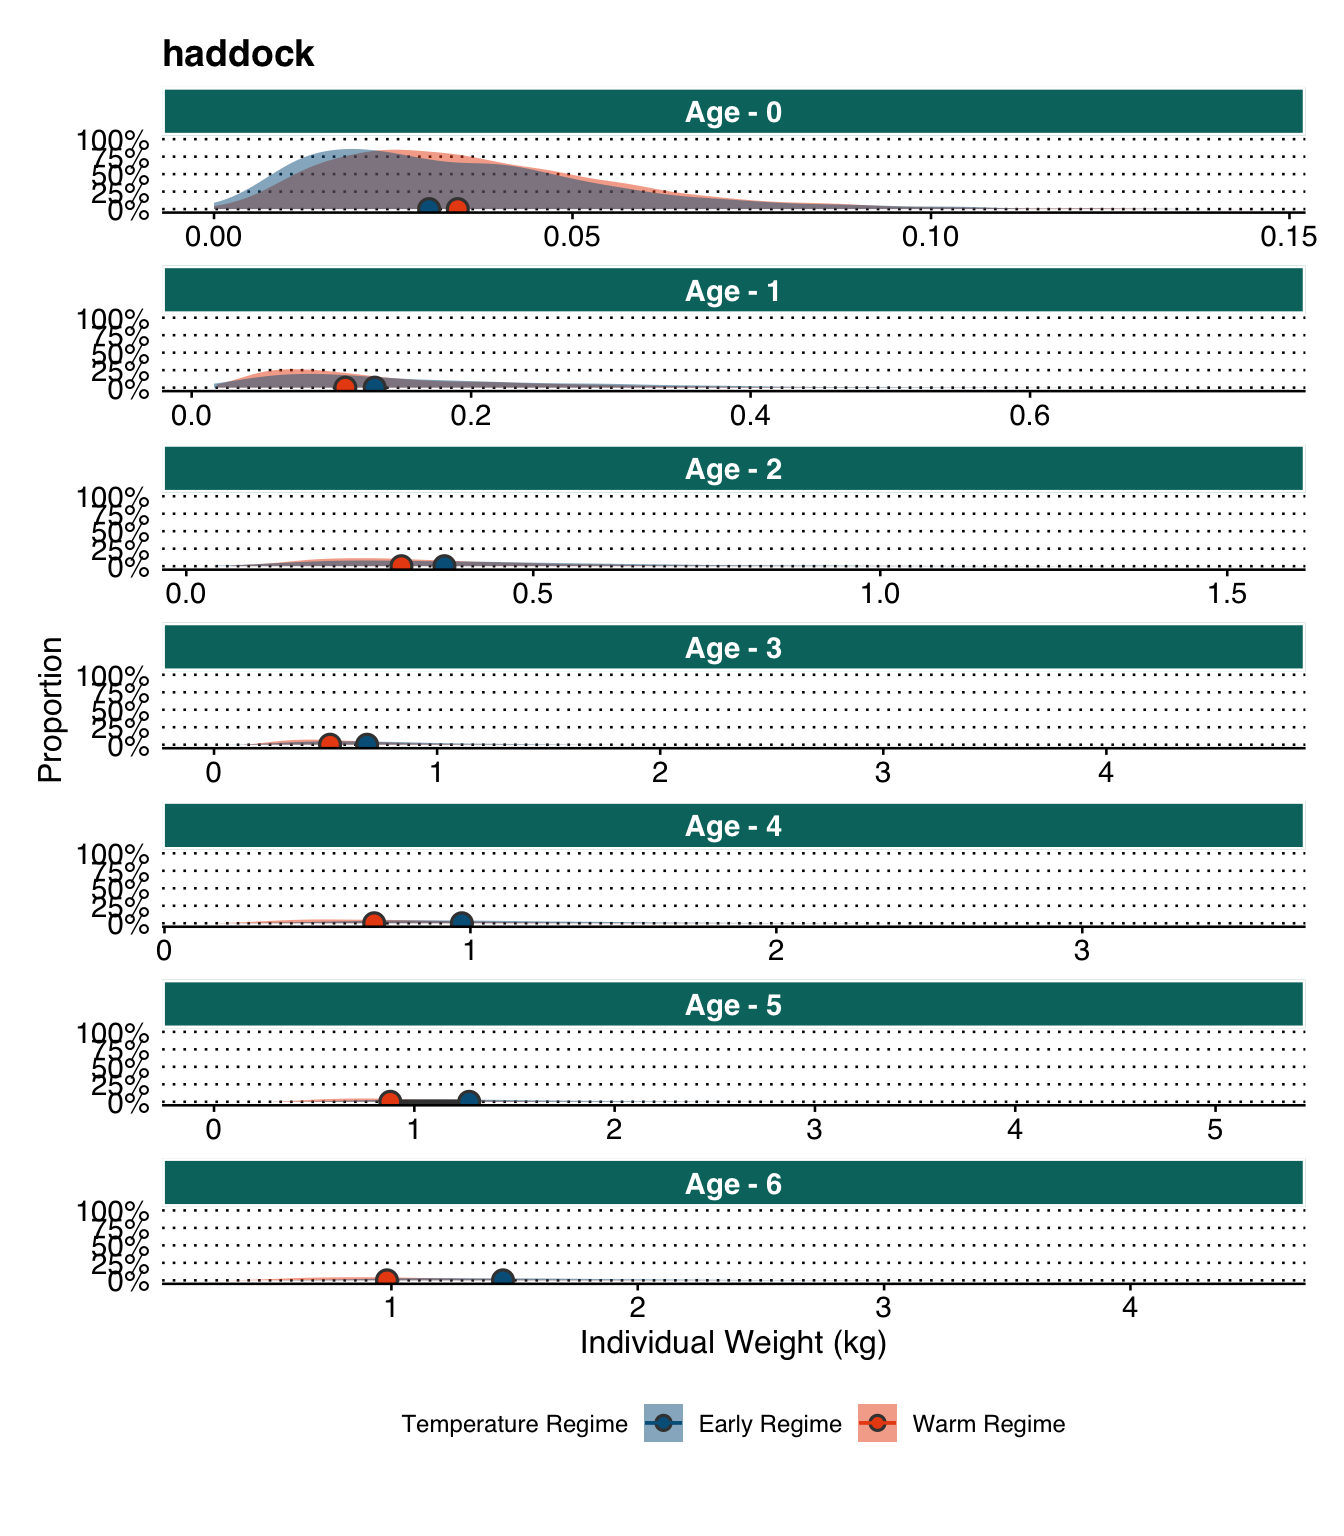 haddock
Age - 0
100%
75%
50%
25%
0%
0.00 0.05 0.10 0.15
Age - 1
100%
75%
50%
25%
0%
0.0 0.2 0.4 0.6
Age - 2
100%
75%
50%
25%
0%
0.0 0.5 1.0 1.5
Proportion
Age - 3
100%
75%
50%
25%
0%
0 1 2 3 4
Age - 4
100%
75%
50%
25%
0%
0 1 2 3
Age - 5
100%
75%
50%
25%
0%
0 1 2 3 4 5
Age - 6
100%
75%
50%
25%
0%
1 2 3 4
Individual Weight (kg)
Temperature Regime Early Regime Warm Regime